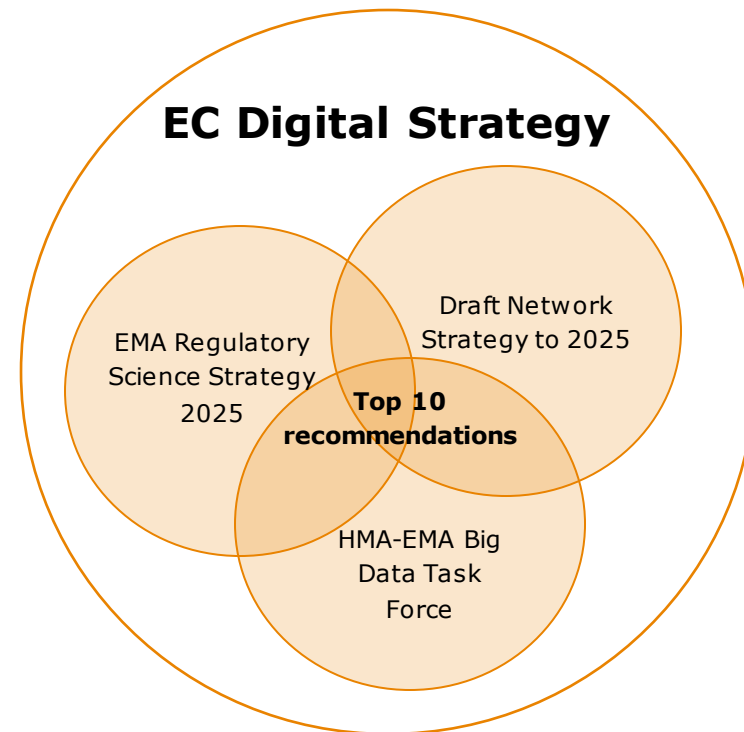 EC Digital Strategy
Draft Network
Strategy to 2025
EMA Regulatory
Science Strategy
2025
Top 10
recommendations
HMA-EMA Big
Data Task
Force